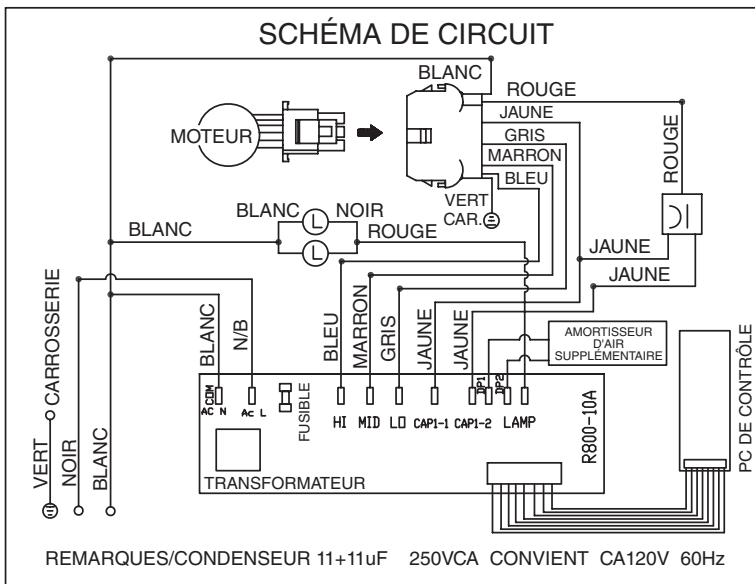 SCHÉMA DE CIRCUIT
BLANC
ROUGE
JAUNE
MOTEUR
GRIS
MARRON
BLEU
ROUGE
VERT
CAR.
BLANC
NOIR
L
L
BLANC
ROUGE
JAUNE
JAUNE
CARROSSERIE
BLANC
N/B
BLEU
MARRON
GRIS
JAUNE
JAUNE
AMORTISSEUR
D'AIR
SUPPLÉMENTAIRE
PC DE CONTRÔLE
COM
AC N
Ac L
FUSIBLE
DP1
DP2
HI
MID
LO
CAP1-1
CAP1-2
LAMP
R800-10A
TRANSFORMATEUR
VERT
NOIR
BLANC
REMARQUES/CONDENSEUR 11+11uF 250VCA CONVIENT CA120V 60Hz